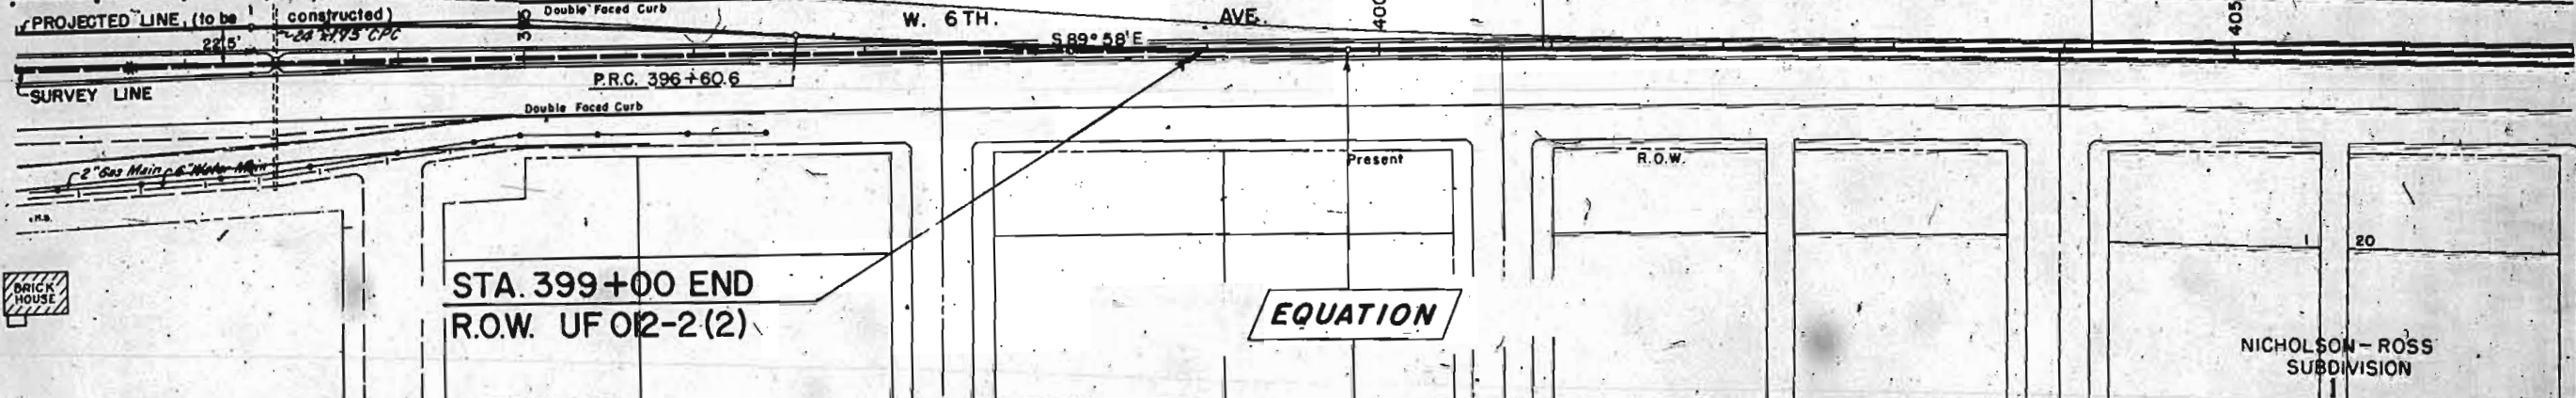 PROJECTED LINE, (to be constructed)
Double Faced Curb
W. 6TH. AVE.
400
405
395
22.5'
S 89° 58' E
P.R.C. 396+60.6
SURVEY LINE
Double Faced Curb
2" Gas Main
6" Water Main
Present R.O.W.
H.B.
1
20
BRICK
HOUSE
STA. 399+00 END
R.O.W. UF 012-2(2)
EQUATION
NICHOLSON-ROSS
SUBDIVISION